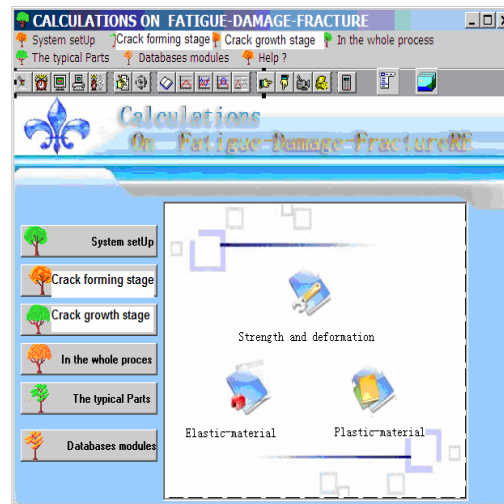 CALCULATIONS ON FATIGUE-DAMAGE-FRACTURE
System setUp Crack forming stage Crack growth stage In the whole process
The typical Parts Databases modules Help ?
Calculations
On Fatigue-Damage-FractureRF
System setUp
Crack forming stage
Crack growth stage
In the whole proces
The typical Parts
Databases modules
Strength and deformation
Elastic-material Plastic-material